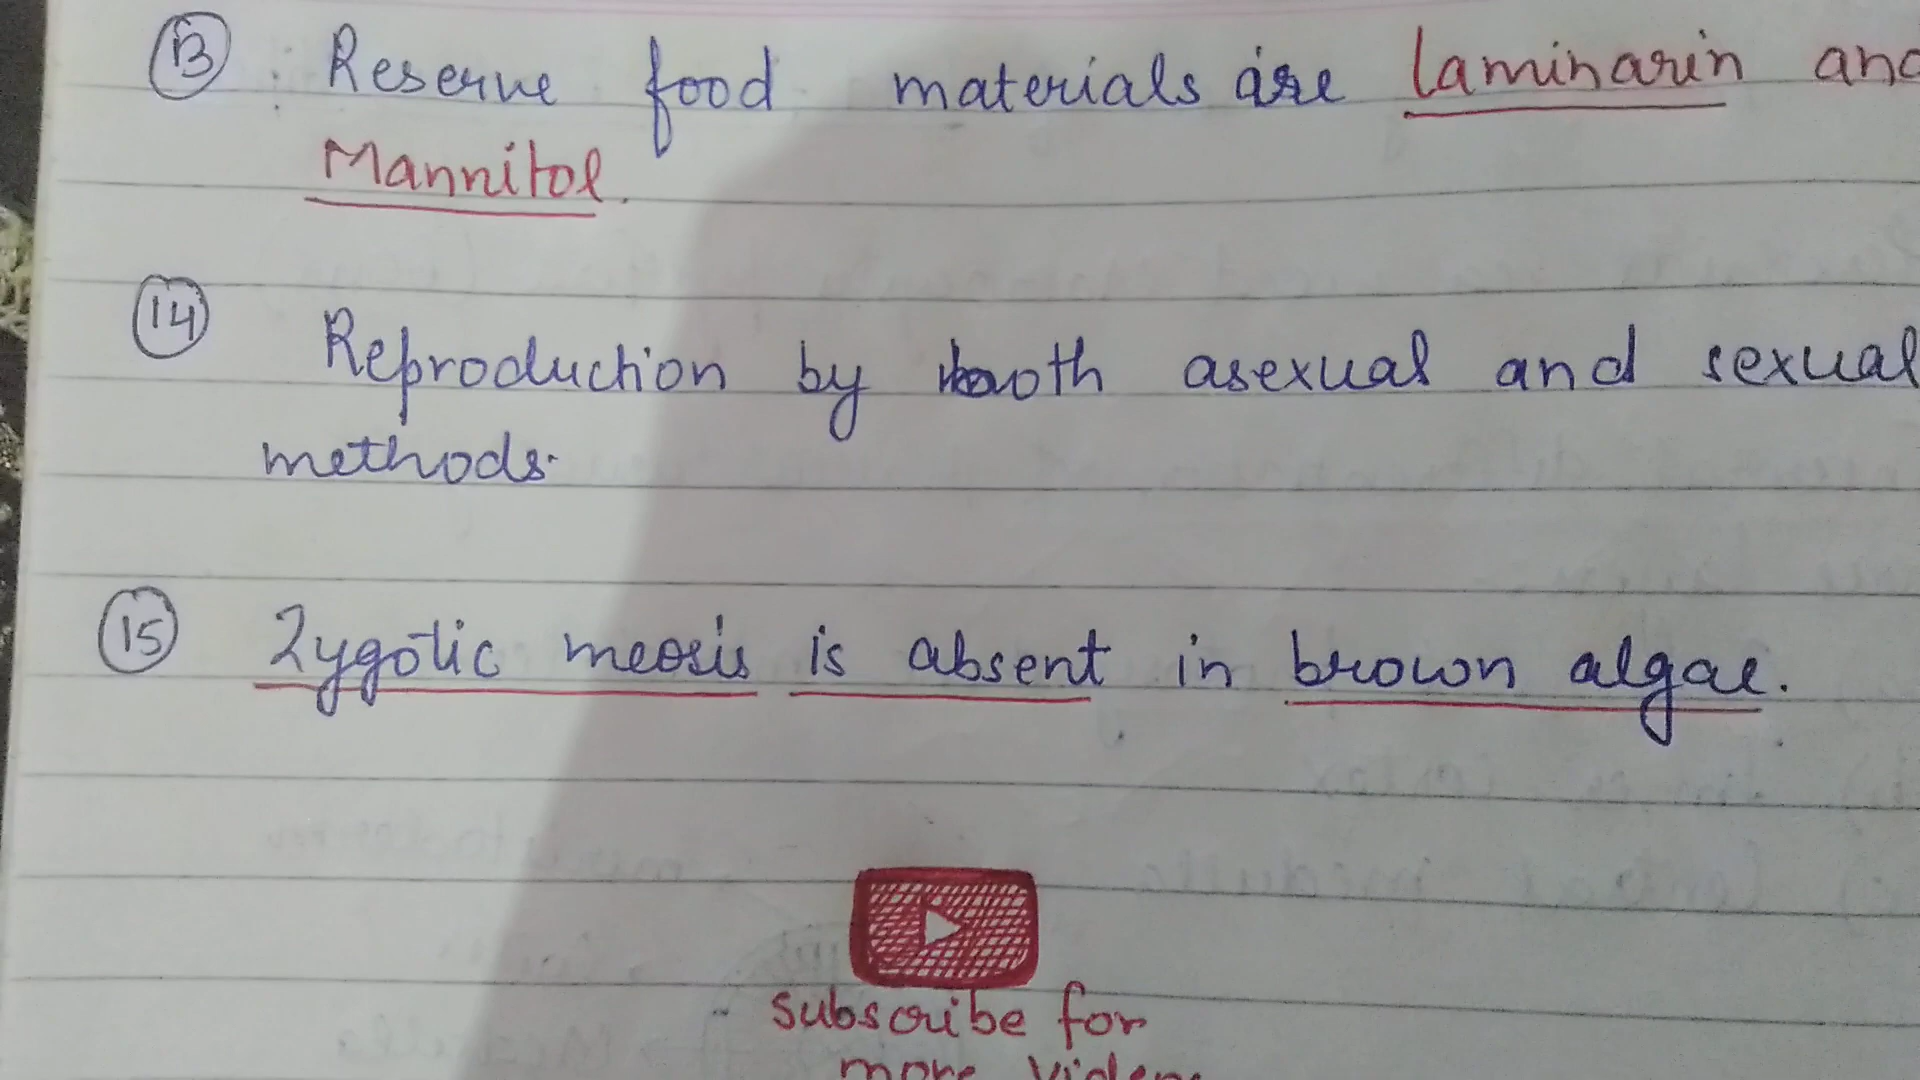 13 : Reserve food materials are laminarin and
Mannitol.
14 Reproduction by both asexual and sexual
methods.
15 Zygotic meosis is absent in brown algae.
subscribe for
more